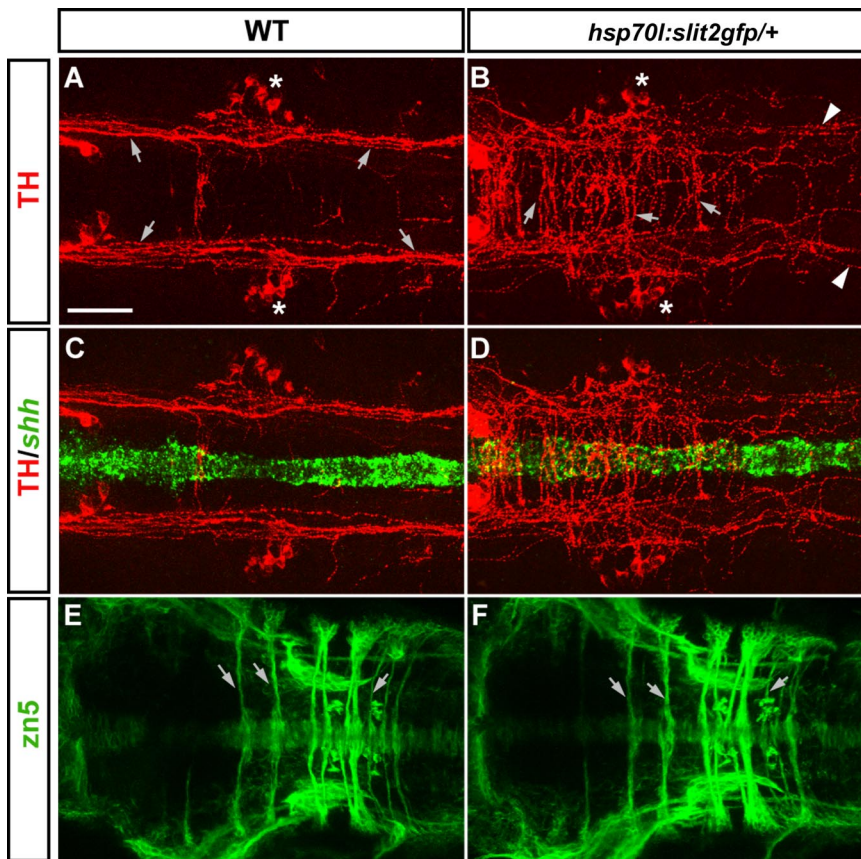 WT
hsp70l:slit2gfp/+
TH
A
*
*
B
*
*
TH/shh
C
D
zn5
E
F